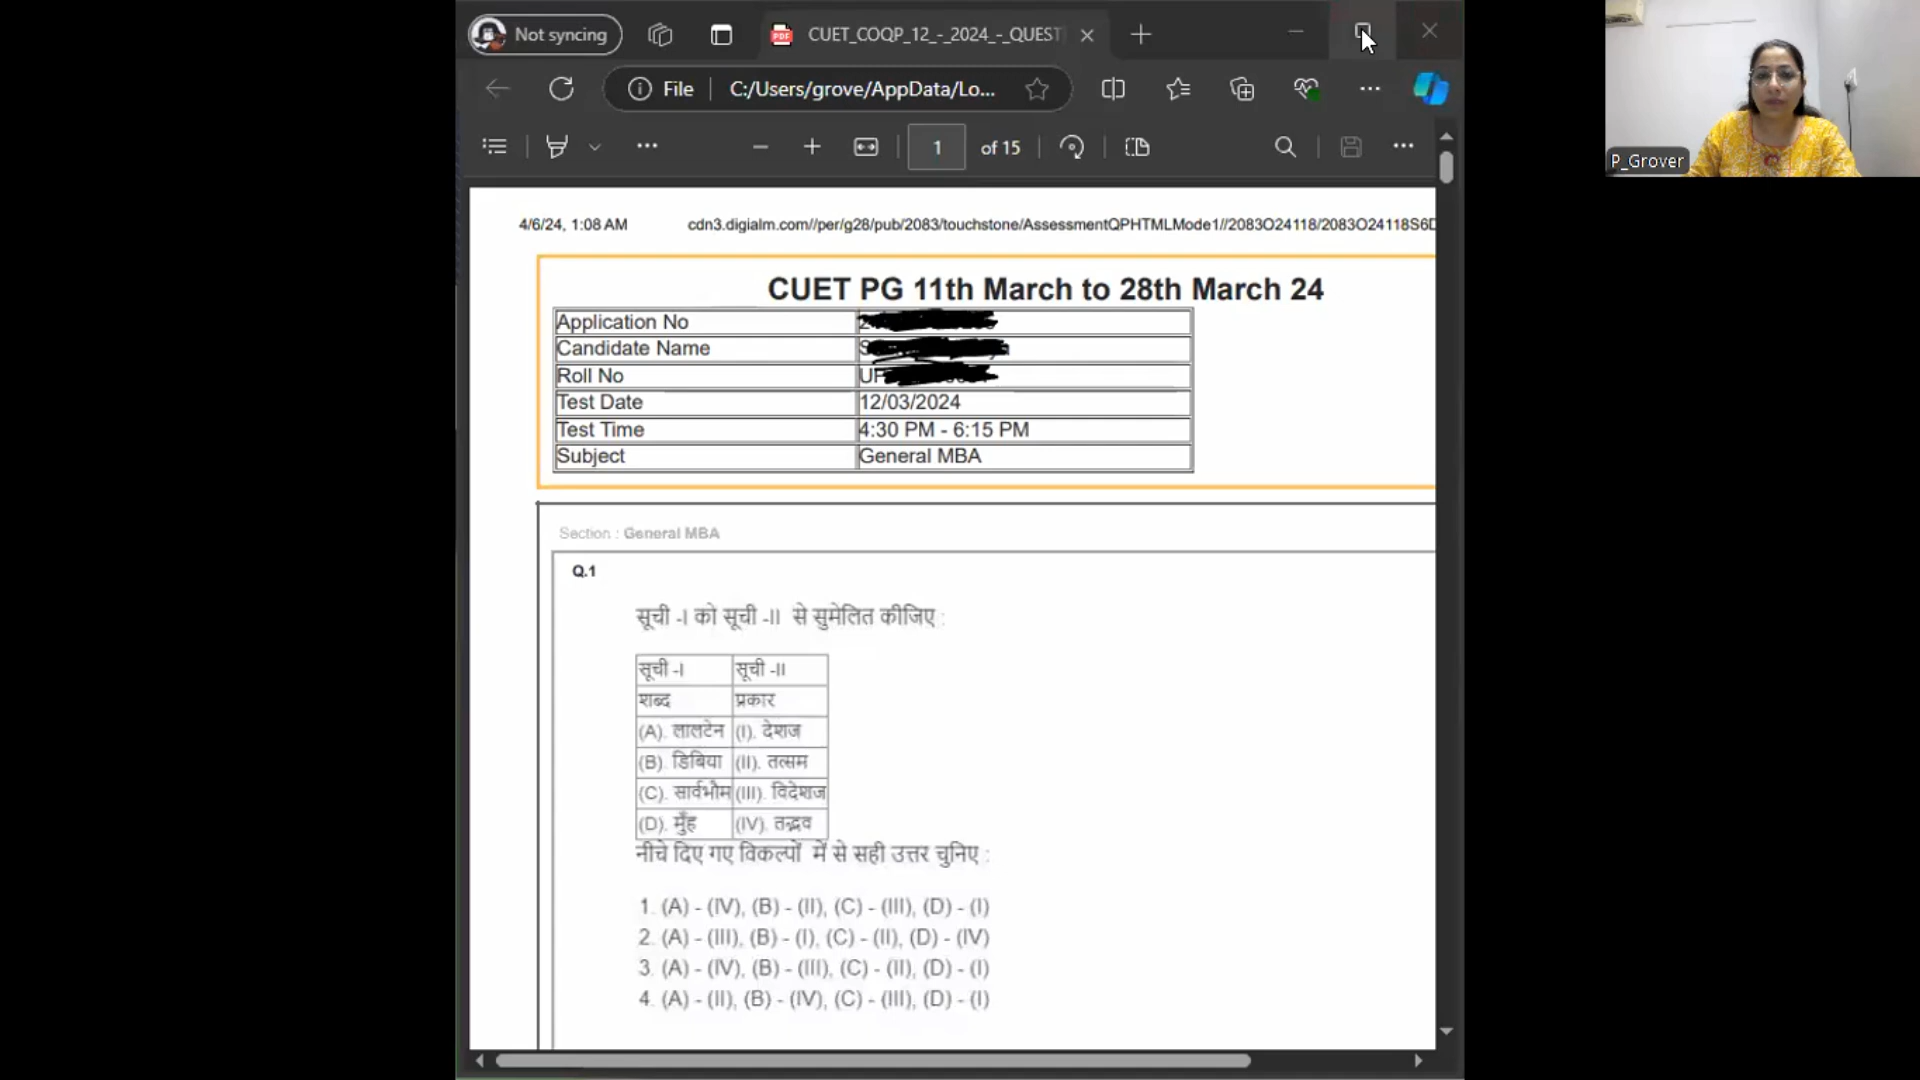 Not syncing
CUET_COQP_12_-_2024_-_QUEST
File
C:/Users/grove/AppData/Lo...
1 of 15
P_Grover
4/6/24, 1:08 AM
cdn3.digialm.com//per/g28/pub/2083/touchstone/AssessmentQPHTMLMode1//2083O24118/2083O24118S6D
CUET PG 11th March to 28th March 24
Application No
Candidate Name
Roll No
Test Date 12/03/2024
Test Time 4:30 PM - 6:15 PM
Subject General MBA
Section : General MBA
Q.1
सूची -I को सूची -II से सुमेलित कीजिए :
सूची -I सूची -II
शब्द प्रकार
(A). लालटेन (I). देशज
(B). डिबिया (II). तत्सम
(C). सार्वभौम (III). विदेशज
(D). मुँह (IV). तद्भव
नीचे दिए गए विकल्पों में से सही उत्तर चुनिए :
1. (A) - (IV), (B) - (II), (C) - (III), (D) - (I)
2. (A) - (III), (B) - (I), (C) - (II), (D) - (IV)
3. (A) - (IV), (B) - (III), (C) - (II), (D) - (I)
4. (A) - (II), (B) - (IV), (C) - (III), (D) - (I)